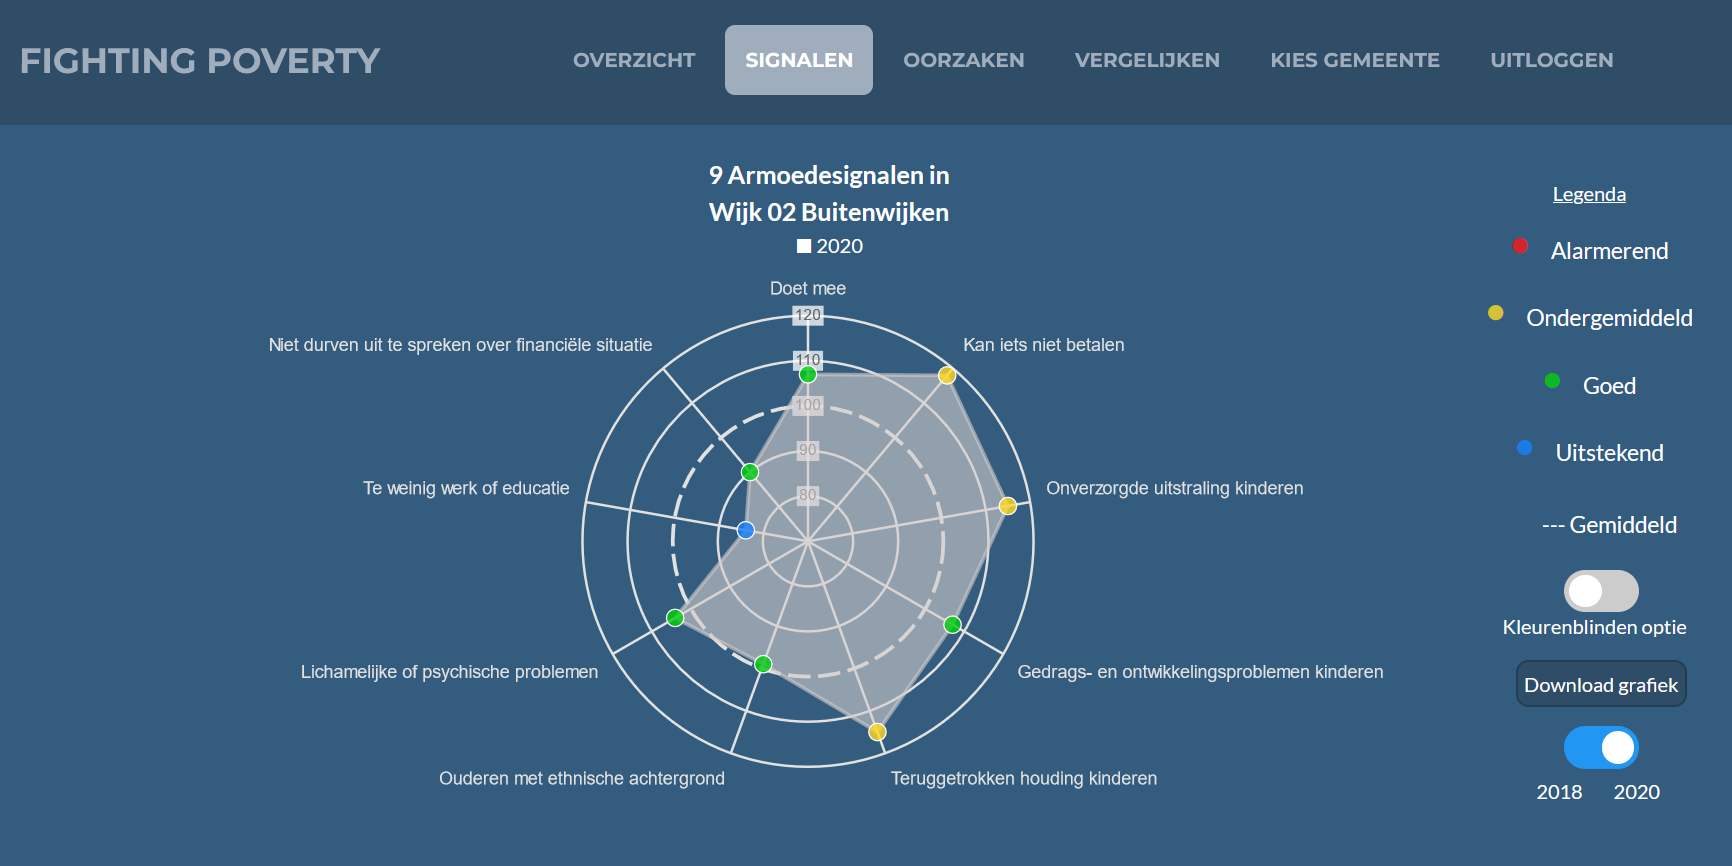 FIGHTING POVERTY
OVERZICHT
SIGNALEN
OORZAKEN
VERGELIJKEN
KIES GEMEENTE
UITLOGGEN
9 Armoedesignalen in
Wijk 02 Buitenwijken
2020
Doet mee
120
110
100
90
80
Niet durven uit te spreken over financiële situatie
Kan iets niet betalen
Te weinig werk of educatie
Onverzorgde uitstraling kinderen
Lichamelijke of psychische problemen
Gedrags- en ontwikkelingsproblemen kinderen
Ouderen met ethnische achtergrond
Teruggetrokken houding kinderen
Legenda
Alarmerend
Ondergemiddeld
Goed
Uitstekend
--- Gemiddeld
Kleurenblinden optie
Download grafiek
2018
2020